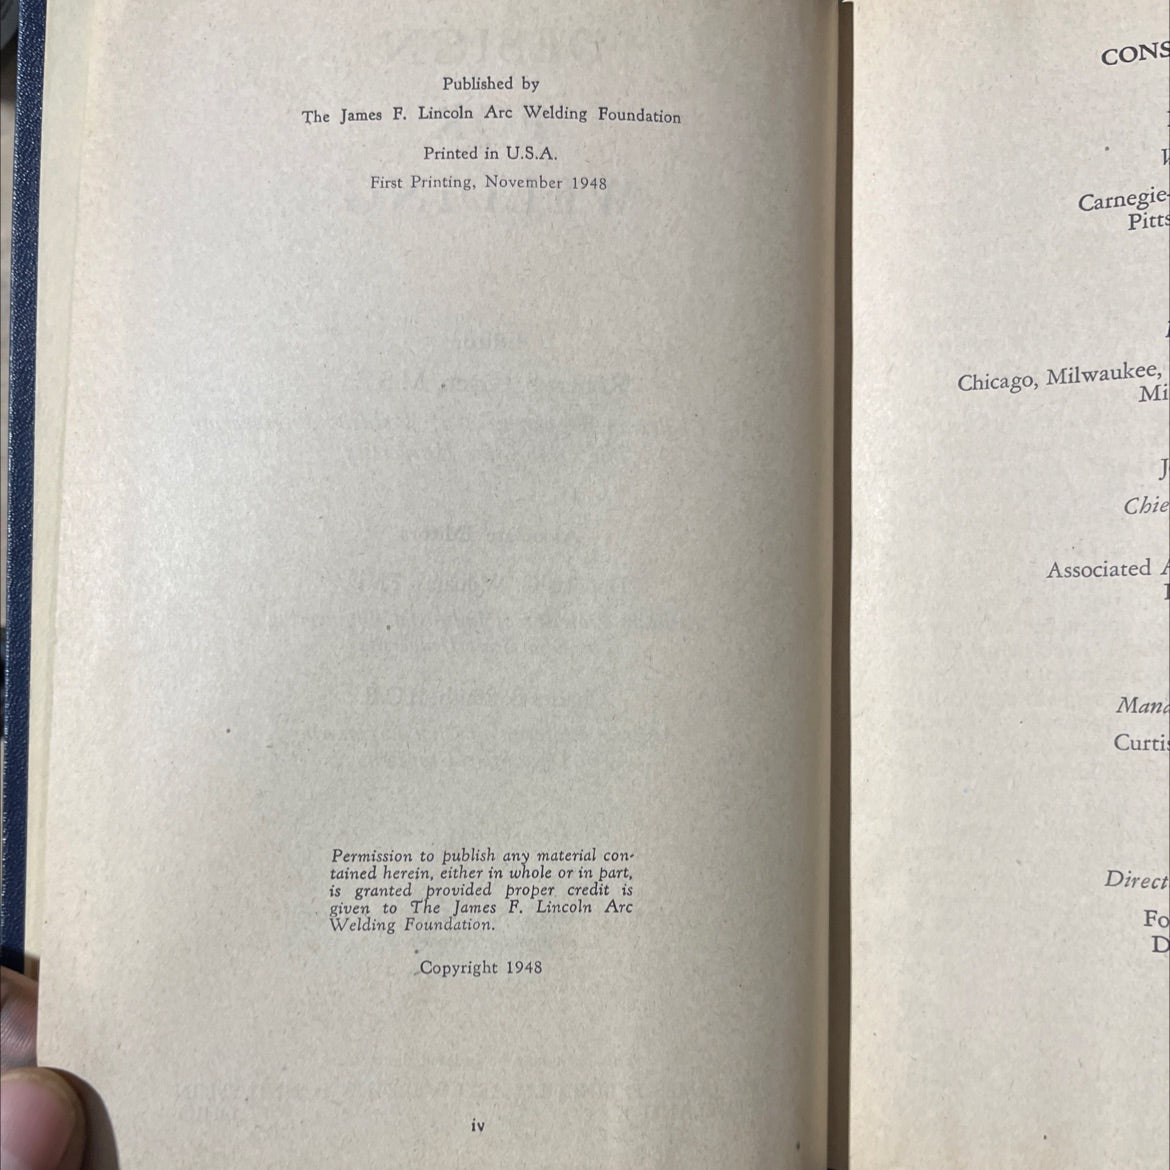 Published by
The James F. Lincoln Arc Welding Foundation
Printed in U.S.A.
First Printing, November 1948
Permission to publish any material con-
tained herein, either in whole or in part,
is granted provided proper credit is
given to The James F. Lincoln Arc
Welding Foundation.
Copyright 1948
iv
CONS
Carnegie-
Pitts
Chicago, Milwaukee,
Mi
J
Chie
Associated A
Mana
Curtis
Direct
Fo
D